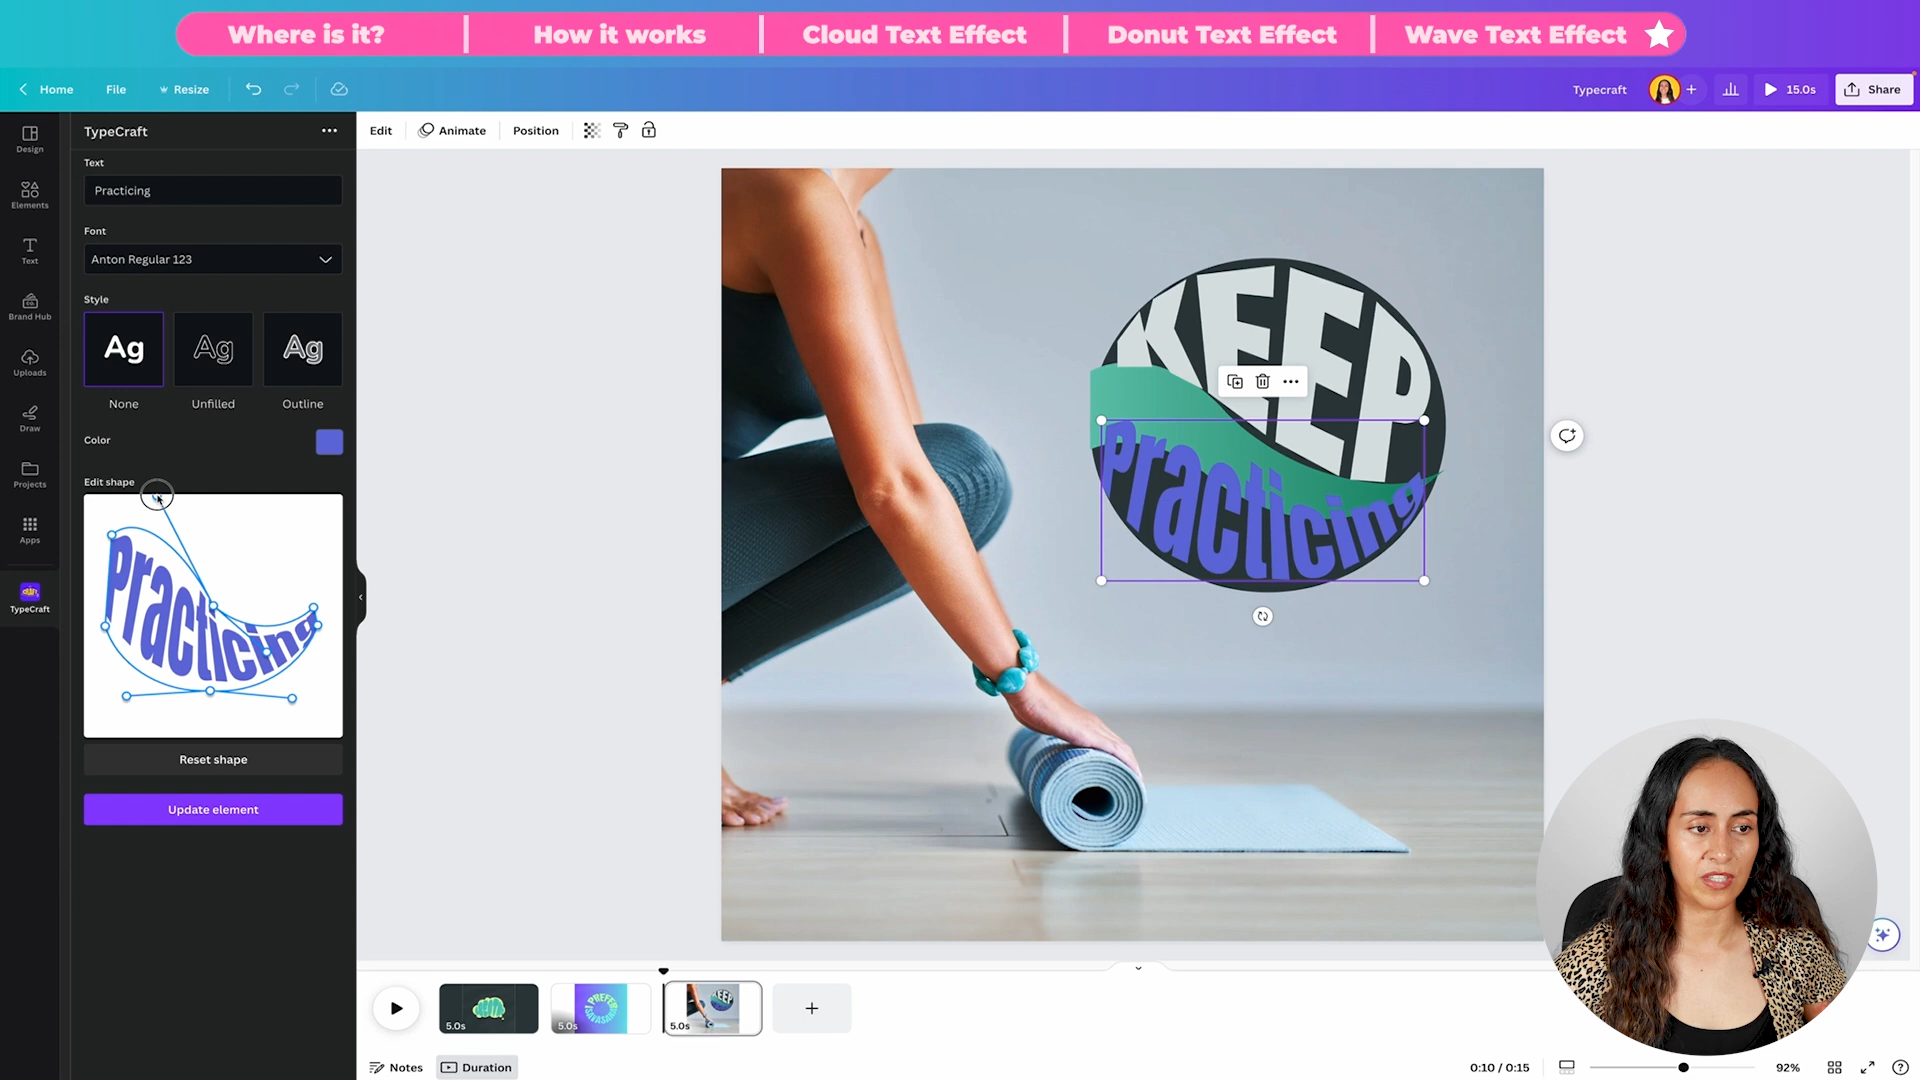 Where is it?
How it works
Cloud Text Effect
Donut Text Effect
Wave Text Effect
Home
File
Resize
Typecraft
15.0s
Share
Design
Elements
Text
Brand Hub
Uploads
Draw
Projects
Apps
TypeCraft
TypeCraft
Text
Practicing
Font
Anton Regular 123
Style
Ag
Ag
Ag
None
Unfilled
Outline
Color
Edit shape
Practicing
Reset shape
Update element
Edit
Animate
Position
KEEP
Practicing
5.0s
I PREFER SAVASANA
5.0s
KEEP
5.0s
Notes
Duration
0:10 / 0:15
92%